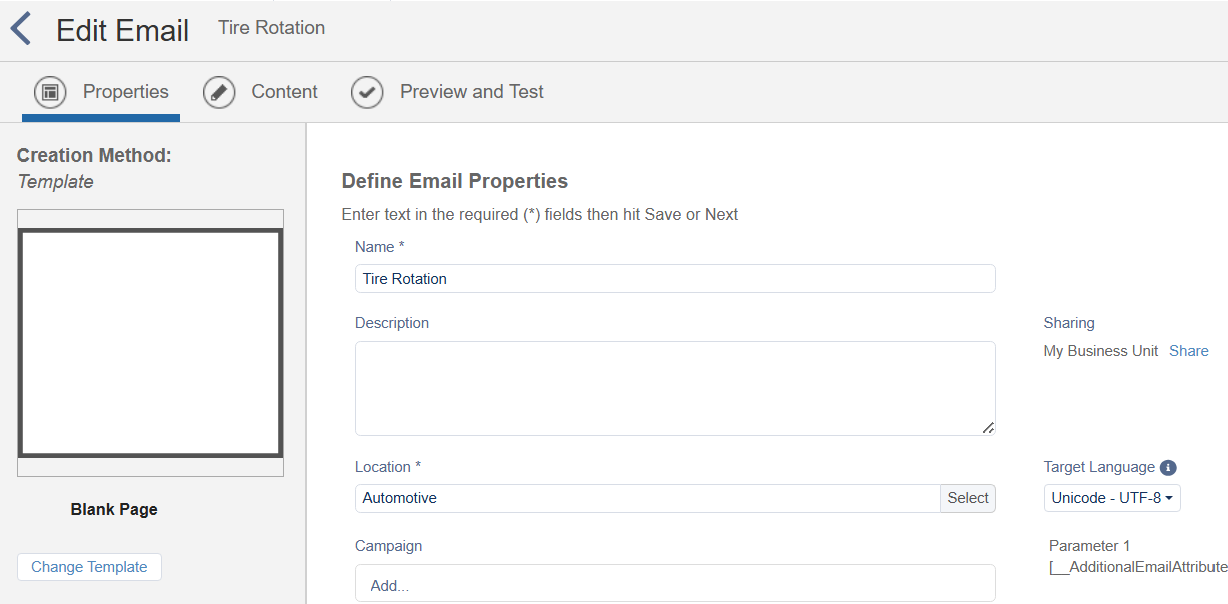 Edit Email Tire Rotation
Properties Content Preview and Test
Creation Method:
Template
Blank Page
Change Template
Define Email Properties
Enter text in the required (*) fields then hit Save or Next
Name *
Tire Rotation
Description
Sharing
My Business Unit Share
Location *
Automotive Select
Target Language i
Unicode - UTF-8
Campaign
Add...
Parameter 1
[__AdditionalEmailAttribute